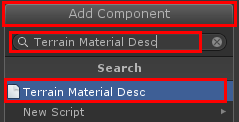 Add Component
Terrain Material Desc
Search
Terrain Material Desc
New Script